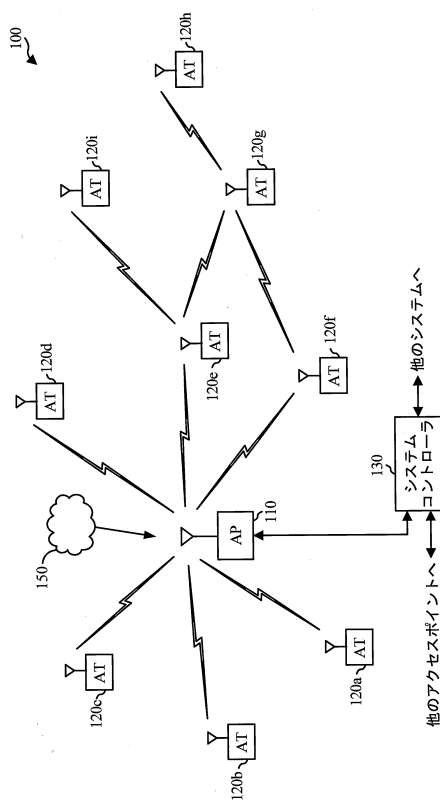 100
AT
120h
AT
120i
AT
120g
AT
120d
AT
120e
AT
120f
150
AP
110
システム
コントローラ
130
他のシステムへ
他のアクセスポイントへ
AT
120c
AT
120b
AT
120a